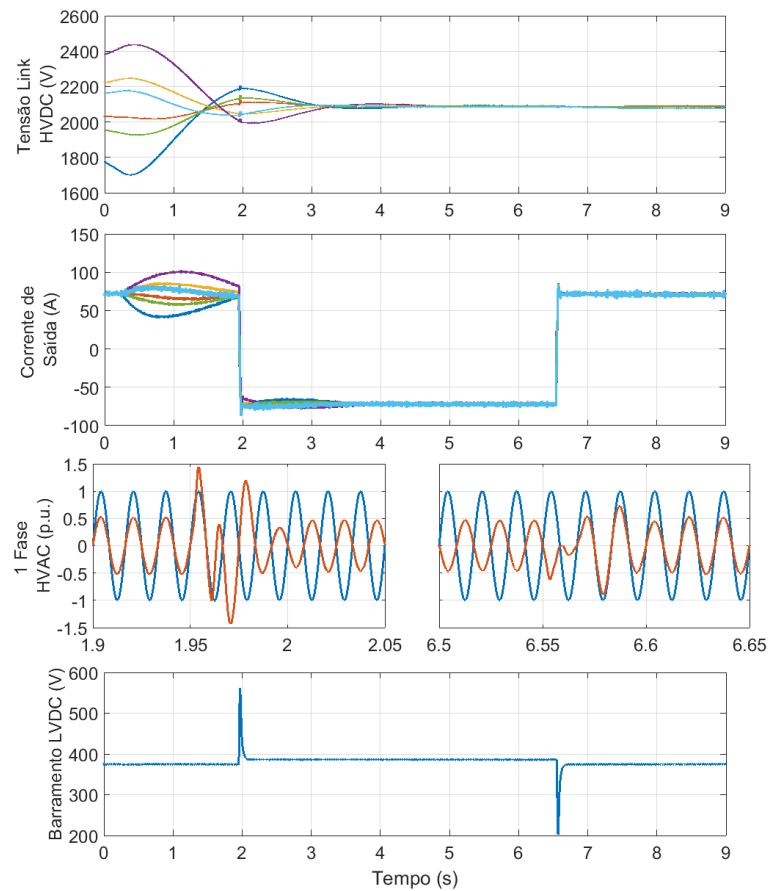 2600
2400
2200
2000
1800
1600
Tensão Link
HVDC (V)
0 1 2 3 4 5 6 7 8 9
150
100
50
0
-50
-100
Corrente de
Saída (A)
0 1 2 3 4 5 6 7 8 9
1.5
1
0.5
0
-0.5
-1
-1.5
1 Fase
HVAC (p.u.)
1.9 1.95 2 2.05
6.5 6.55 6.6 6.65
600
500
400
300
200
Barramento LVDC (V)
0 1 2 3 4 5 6 7 8 9
Tempo (s)